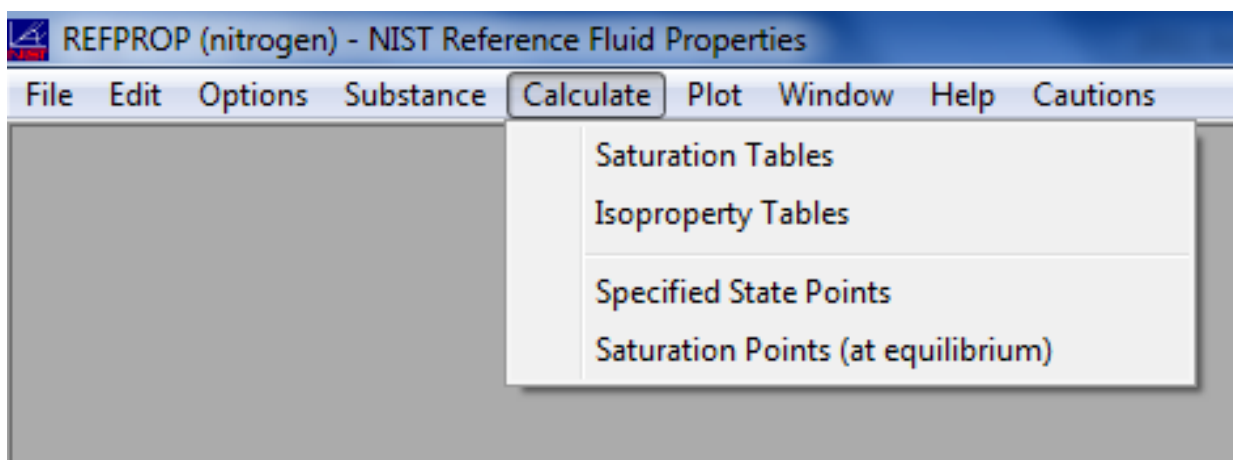 NIST REFPROP (nitrogen) - NIST Reference Fluid Properties
File Edit Options Substance Calculate Plot Window Help Cautions
Saturation Tables
Isoproperty Tables
Specified State Points
Saturation Points (at equilibrium)